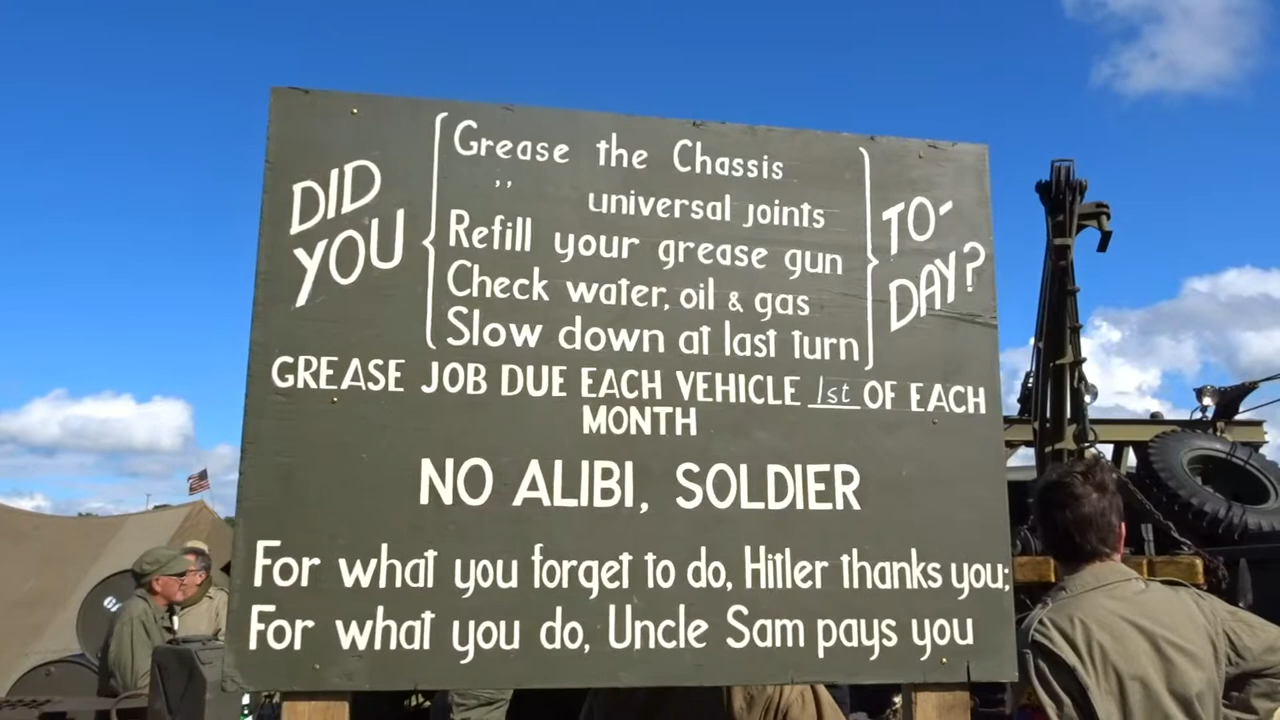 DID
YOU
Grease the Chassis
,, universal joints
Refill your grease gun
Check water, oil & gas
Slow down at last turn
TO-
DAY?
GREASE JOB DUE EACH VEHICLE 1st OF EACH
MONTH
NO ALIBI, SOLDIER
For what you forget to do, Hitler thanks you;
For what you do, Uncle Sam pays you